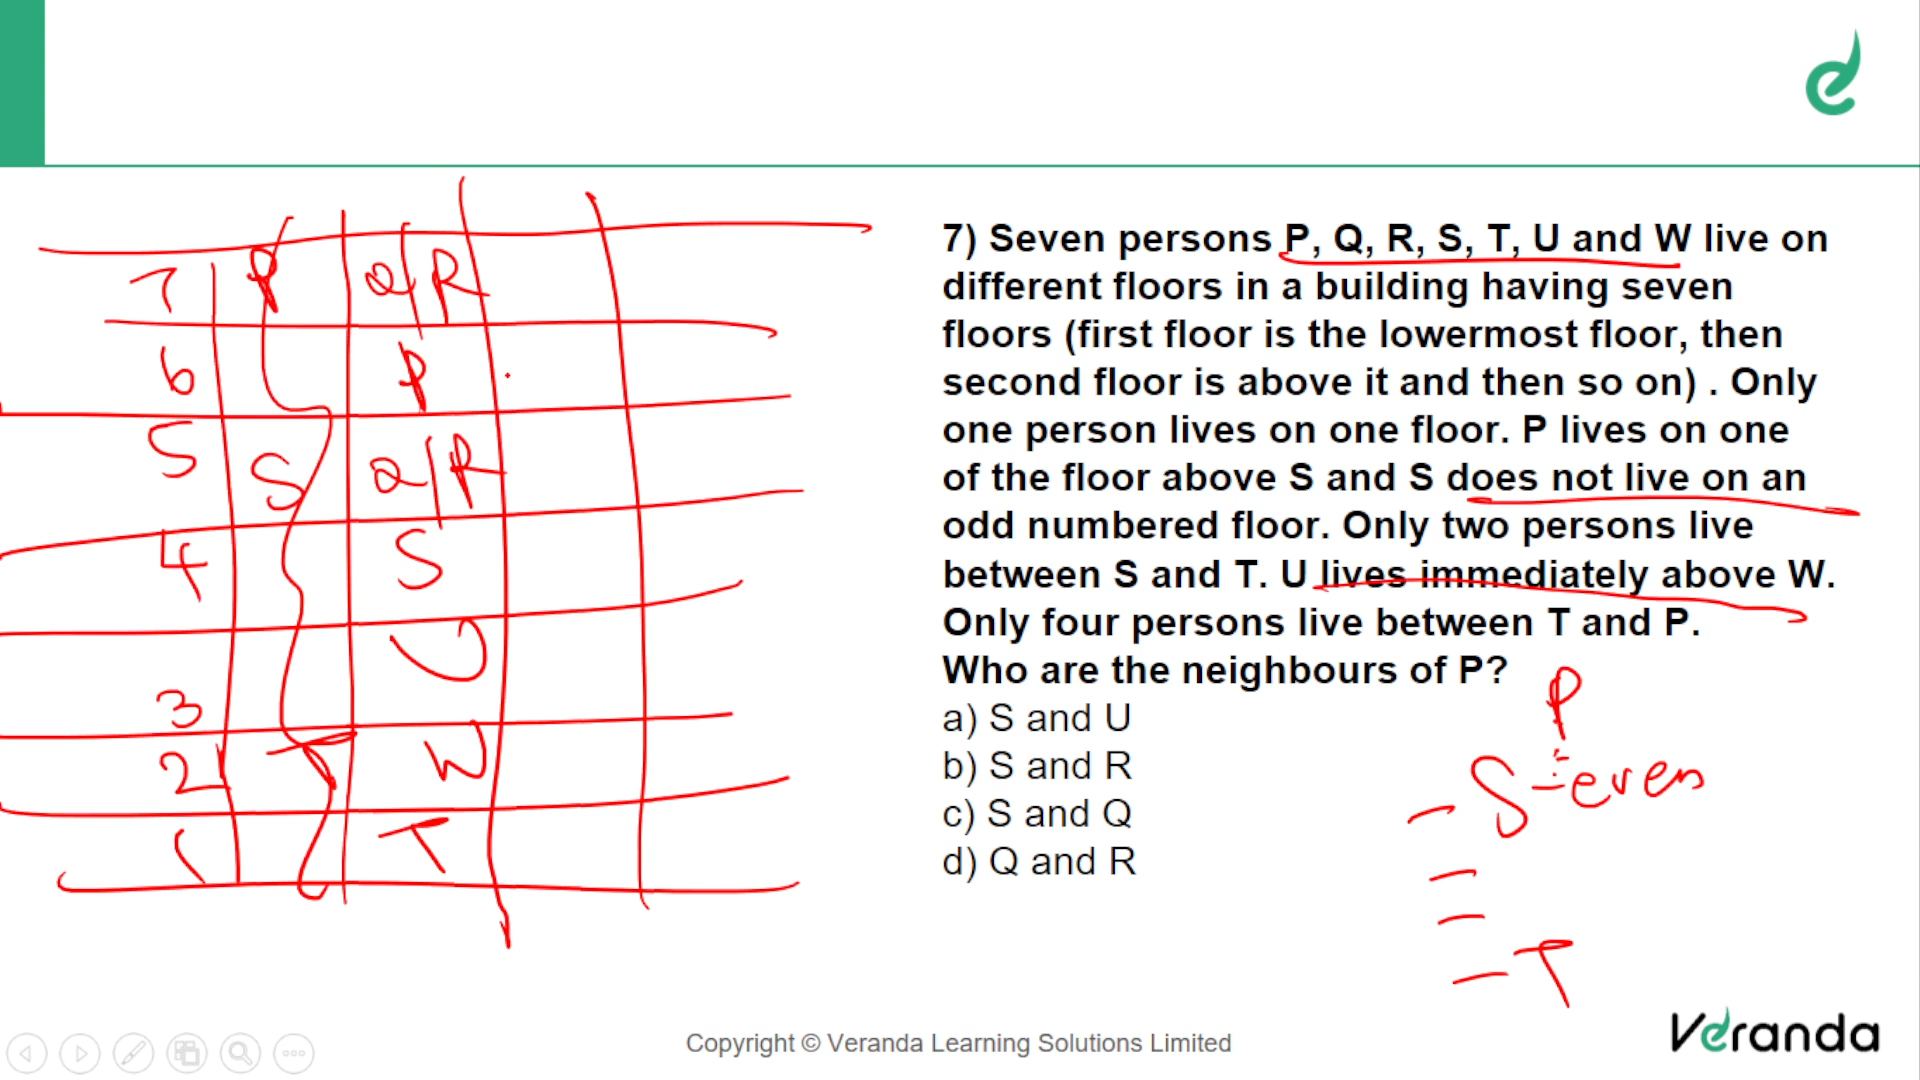 7) Seven persons P, Q, R, S, T, U and W live on
different floors in a building having seven
floors (first floor is the lowermost floor, then
second floor is above it and then so on) . Only
one person lives on one floor. P lives on one
of the floor above S and S does not live on an
odd numbered floor. Only two persons live
between S and T. U lives immediately above W.
Only four persons live between T and P.
Who are the neighbours of P?
a) S and U
b) S and R
c) S and Q
d) Q and R
7 P Q/R
6 P
5 S Q/R
4 S
3 U
2 T W
1 T
P
S - even
-
-
- T
Copyright © Veranda Learning Solutions Limited
Veranda